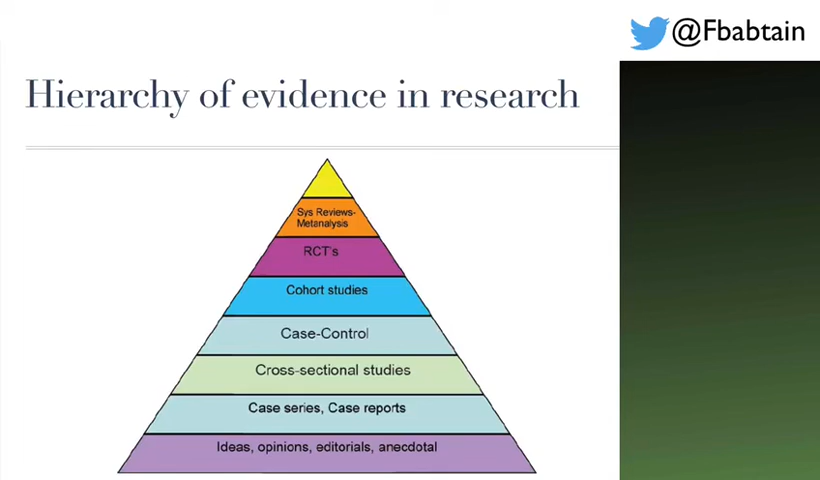 @Fbabtain
Hierarchy of evidence in research
Sys Reviews-
Metanalysis
RCT's
Cohort studies
Case-Control
Cross-sectional studies
Case series, Case reports
Ideas, opinions, editorials, anecdotal